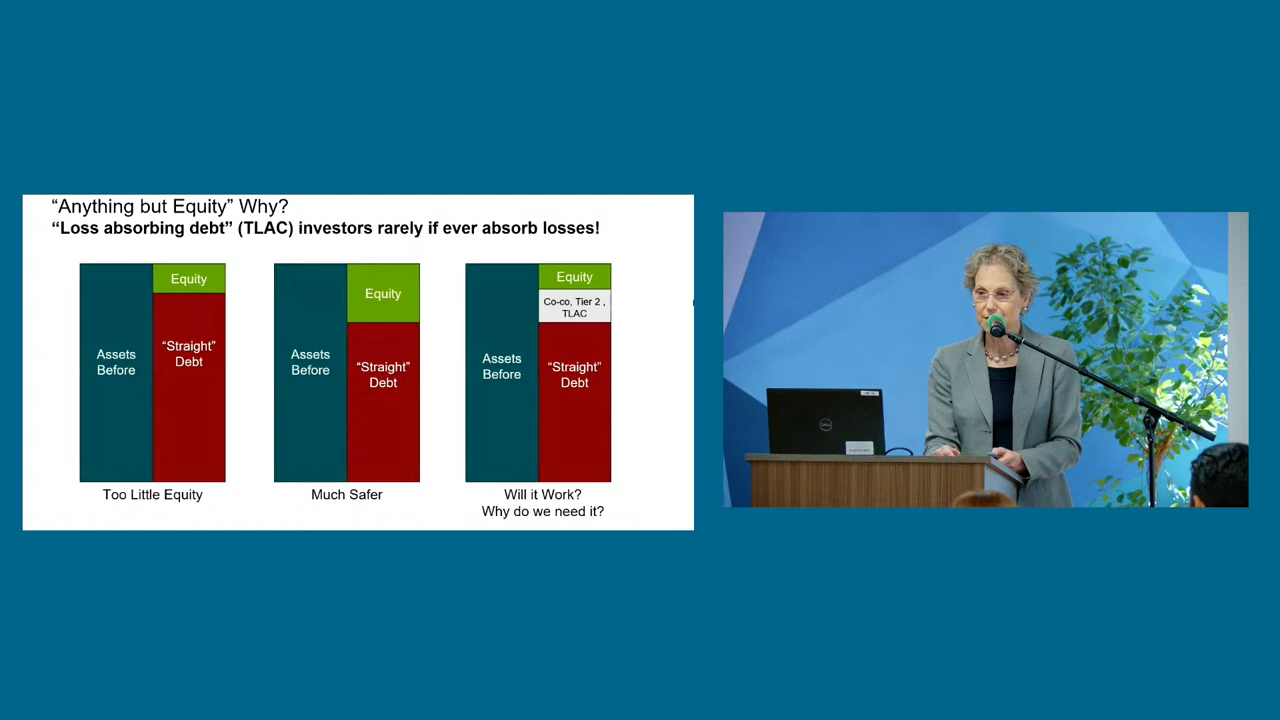 “Anything but Equity” Why?
“Loss absorbing debt” (TLAC) investors rarely if ever absorb losses!
Assets
Before
Equity
“Straight”
Debt
Too Little Equity
Assets
Before
Equity
“Straight”
Debt
Much Safer
Assets
Before
Equity
Co-co, Tier 2 ,
TLAC
“Straight”
Debt
Will it Work?
Why do we need it?
DELL